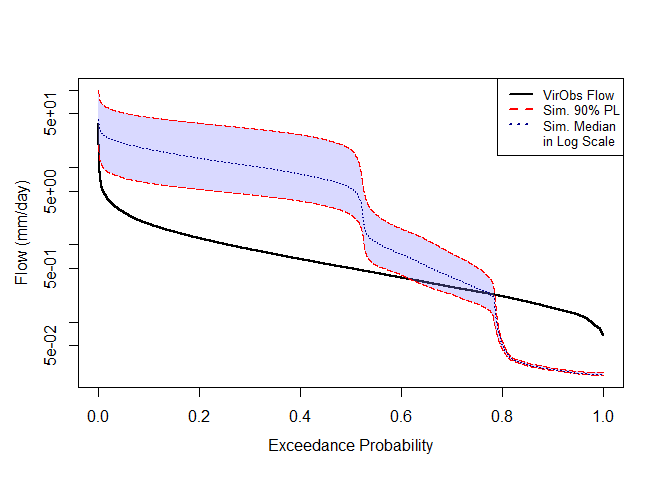 VirObs Flow
Sim. 90% PL
Sim. Median
in Log Scale
Flow (mm/day)
5e+01
5e+00
5e-01
5e-02
0.0 0.2 0.4 0.6 0.8 1.0
Exceedance Probability